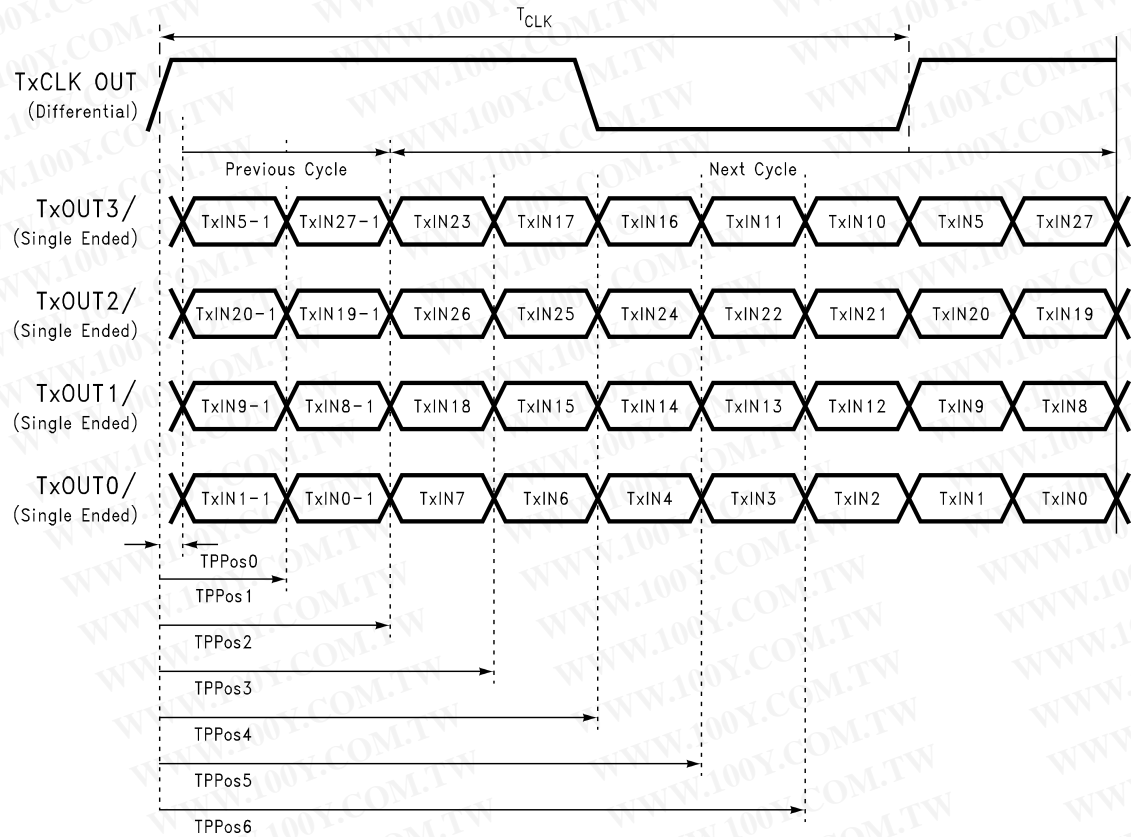 TCLK
TxCLK OUT
(Differential)
Previous Cycle
Next Cycle
TxOUT3/
(Single Ended)
TxIN5-1 TxIN27-1 TxIN23 TxIN17 TxIN16 TxIN11 TxIN10 TxIN5 TxIN27
TxOUT2/
(Single Ended)
TxIN20-1 TxIN19-1 TxIN26 TxIN25 TxIN24 TxIN22 TxIN21 TxIN20 TxIN19
TxOUT1/
(Single Ended)
TxIN9-1 TxIN8-1 TxIN18 TxIN15 TxIN14 TxIN13 TxIN12 TxIN9 TxIN8
TxOUT0/
(Single Ended)
TxIN1-1 TxIN0-1 TxIN7 TxIN6 TxIN4 TxIN3 TxIN2 TxIN1 TxIN0
TPPos0
TPPos1
TPPos2
TPPos3
TPPos4
TPPos5
TPPos6
WWW.100Y.COM.TW